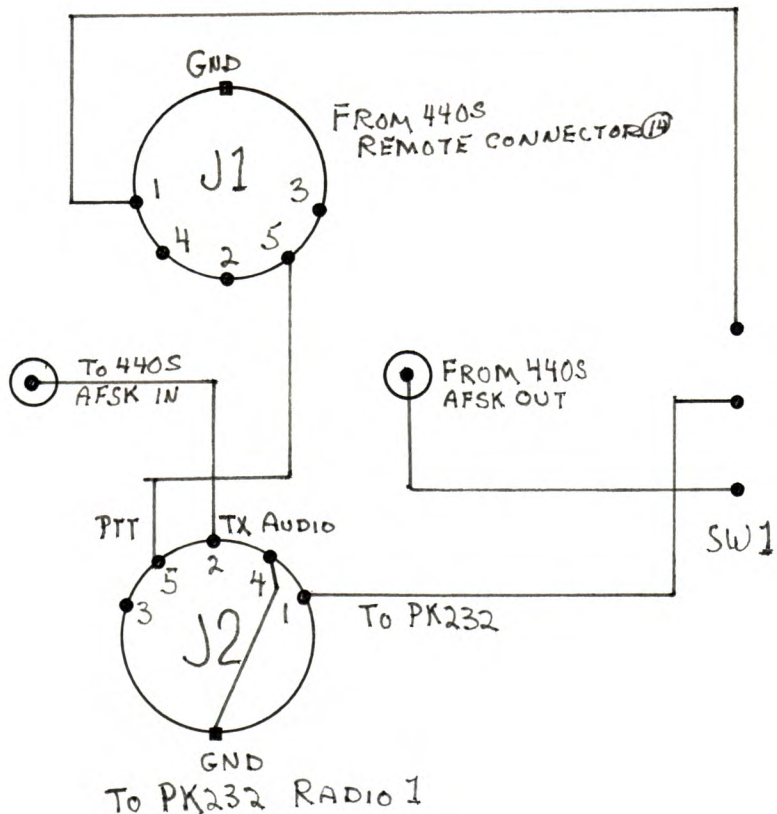 GND
FROM 440S
REMOTE CONNECTOR 14
J1
1
3
4
2
5
TO 440S
AFSK IN
FROM 440S
AFSK OUT
PTT
TX AUDIO
SW1
5
2
4
3
1
J2
TO PK232
GND
TO PK232 RADIO 1